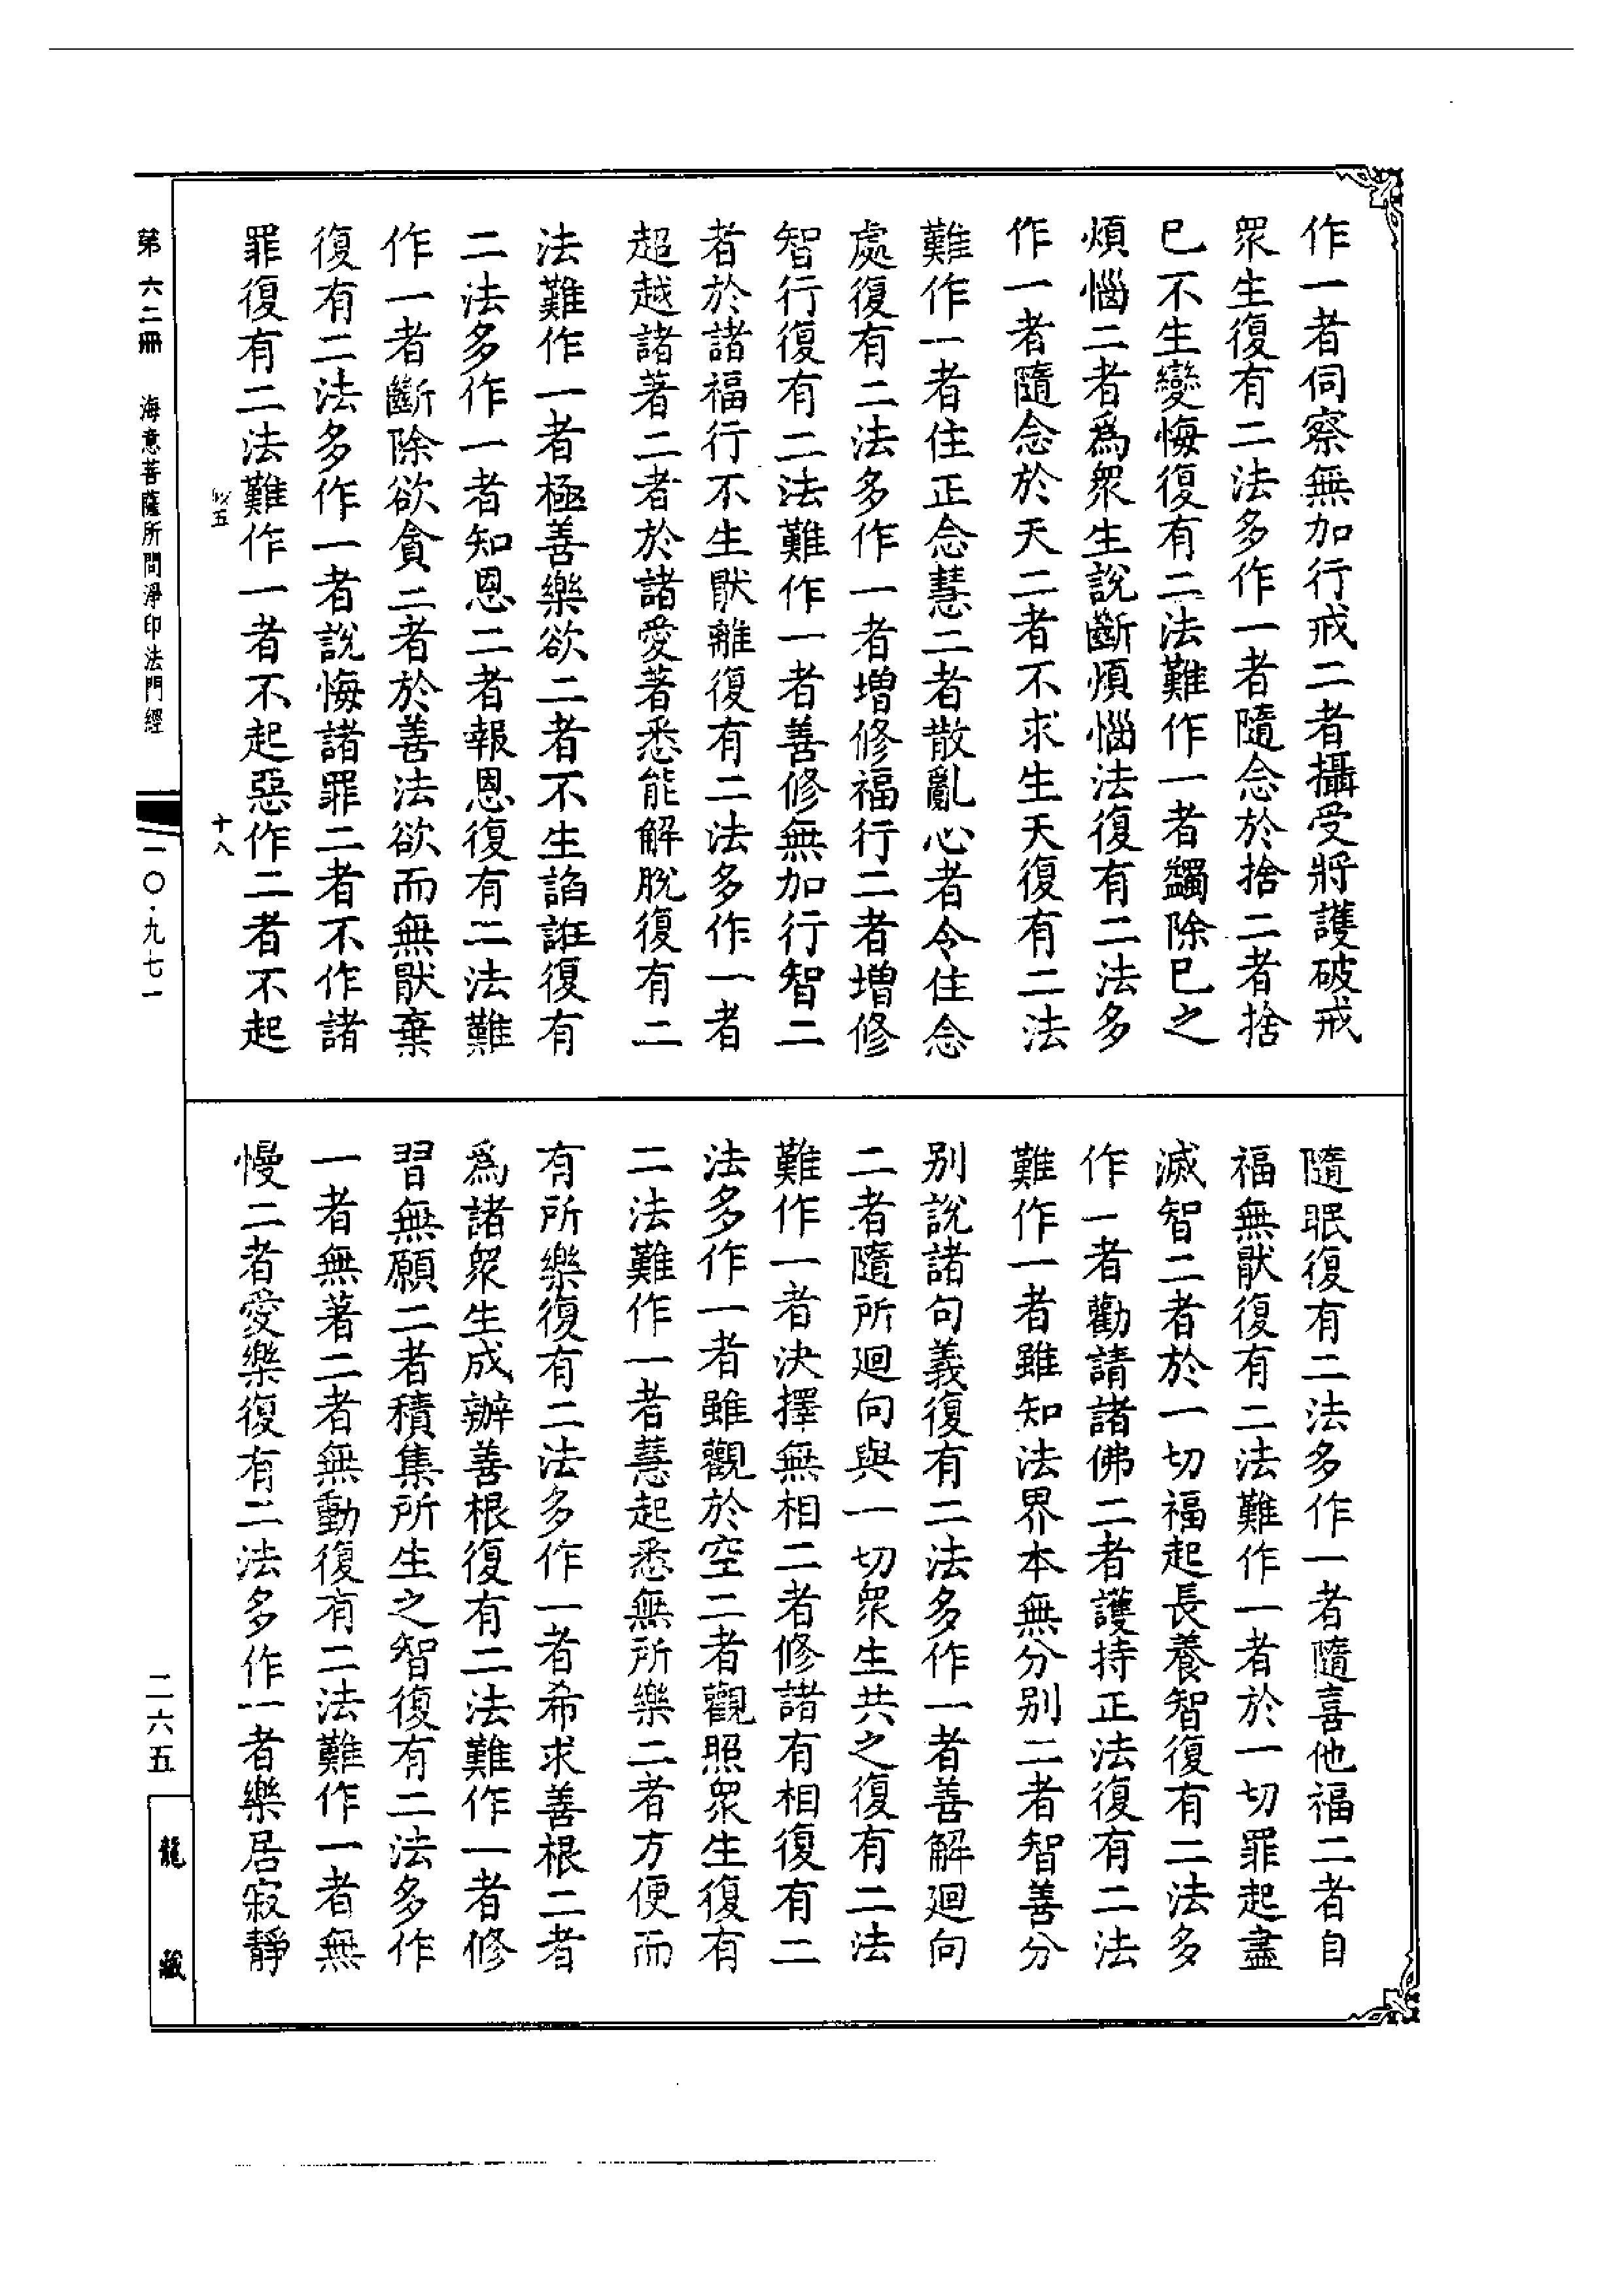 作一者伺察無加行戒二者攝受將護破戒
眾生復有二法多作一者隨念於捨二者捨
已不生變悔復有二法難作一者蠲除已之
煩惱二者為眾生說斷煩惱法復有二法多
作一者隨念於天二者不求生天復有二法
難作一者住正念慧二者散亂心者令住念
處復有二法多作一者增修福行二者增修
智行復有二法難作一者善修無加行智二
者於諸福行不生厭離復有二法多作一者
超越諸著二者於諸愛著悉能解脫復有二
法難作一者極善樂欲二者不生諂誑復有
二法多作一者知恩二者報恩復有二法難
作一者斷除欲貪二者於善法欲而無猒棄
復有二法多作一者說悔諸罪二者不作諸
罪復有二法難作一者不起惡作二者不起
隨眠復有二法多作一者隨喜他福二者自
福無猒復有二法難作一者於一切罪起盡
滅智二者於一切福起長養智復有二法多
作一者勸請諸佛二者護持正法復有二法
難作一者雖知法界本無分別二者智善分
別說諸句義復有二法多作一者善解迴向
二者隨所迴向與一切眾生共之復有二法
難作一者決擇無相二者修諸有相復有二
法多作一者雖觀於空二者觀照眾生復有
二法難作一者慧起悉無所樂二者方便而
有所樂復有二法多作一者希求善根二者
為諸眾生成辦善根復有二法難作一者修
習無願二者積集所生之智復有二法多作
一者無著二者無動復有二法難作一者無
慢二者愛樂復有二法多作一者樂居寂靜
五
十八
第六二冊 海意菩薩所問淨印法門經
一〇·九七一
二六五
龍藏